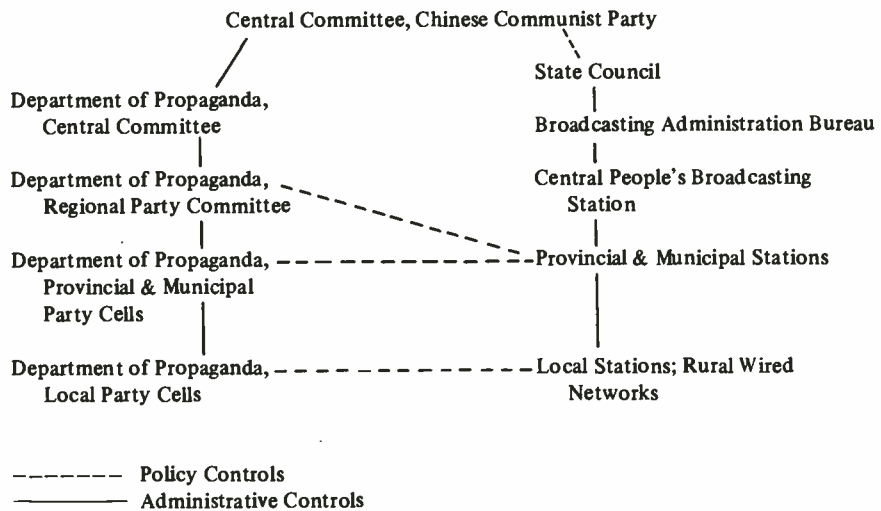 Central Committee, Chinese Communist Party
State Council
Department of Propaganda,
Central Committee
Broadcasting Administration Bureau
Department of Propaganda,
Regional Party Committee
Central People's Broadcasting
Station
Department of Propaganda,
Provincial & Municipal
Party Cells
Provincial & Municipal Stations
Department of Propaganda,
Local Party Cells
Local Stations; Rural Wired
Networks
Policy Controls
Administrative Controls